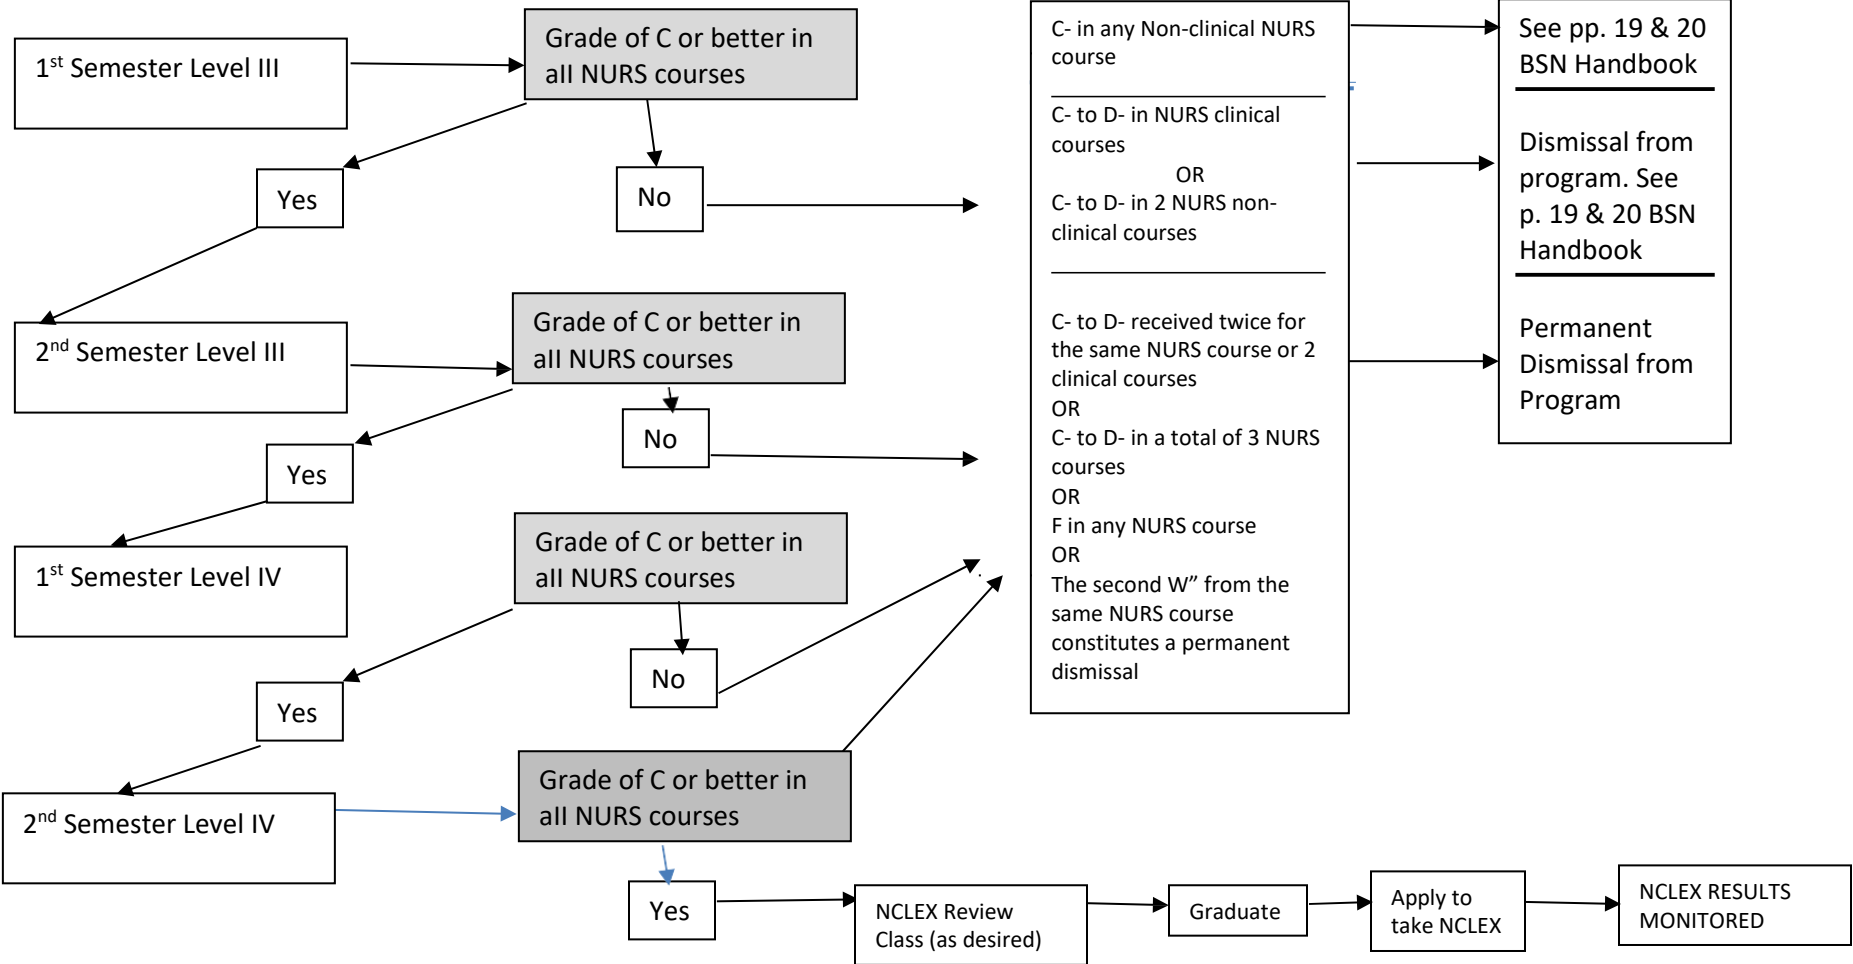 1st Semester Level III
Grade of C or better in
all NURS courses
Yes
No
2nd Semester Level III
Grade of C or better in
all NURS courses
Yes
No
1st Semester Level IV
Grade of C or better in
all NURS courses
Yes
No
2nd Semester Level IV
Grade of C or better in
all NURS courses
Yes
NCLEX Review
Class (as desired)
Graduate
Apply to
take NCLEX
NCLEX RESULTS
MONITORED
C- in any Non-clinical NURS
course
C- to D- in NURS clinical
courses
OR
C- to D- in 2 NURS non-
clinical courses
C- to D- received twice for
the same NURS course or 2
clinical courses
OR
C- to D- in a total of 3 NURS
courses
OR
F in any NURS course
OR
The second W” from the
same NURS course
constitutes a permanent
dismissal
See pp. 19 & 20
BSN Handbook
Dismissal from
program. See
p. 19 & 20 BSN
Handbook
Permanent
Dismissal from
Program